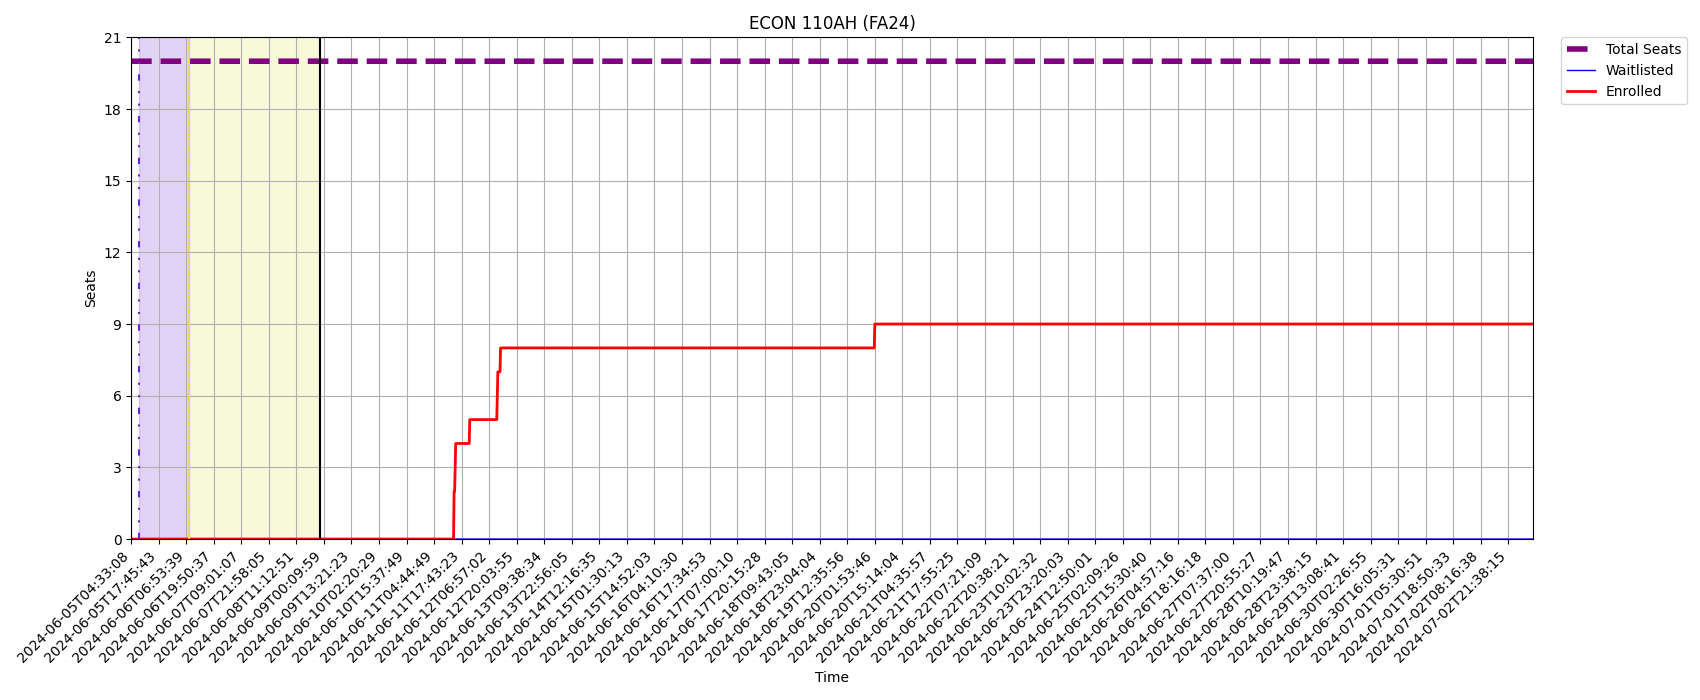 ECON 110AH (FA24)
Total Seats
Waitlisted
Enrolled
Seats
21
18
15
12
9
6
3
0
2024-06-05T04:33:08
2024-06-05T17:45:43
2024-06-06T06:53:39
2024-06-06T19:50:37
2024-06-07T09:01:07
2024-06-07T21:58:05
2024-06-08T11:12:51
2024-06-09T00:09:59
2024-06-09T13:21:23
2024-06-10T02:20:29
2024-06-10T15:37:49
2024-06-11T04:44:49
2024-06-11T17:43:23
2024-06-12T06:57:02
2024-06-12T20:03:55
2024-06-13T09:38:34
2024-06-13T22:56:05
2024-06-14T12:16:35
2024-06-15T01:30:13
2024-06-15T14:52:03
2024-06-16T04:10:30
2024-06-16T17:34:53
2024-06-17T07:00:10
2024-06-17T20:15:28
2024-06-18T09:43:05
2024-06-18T23:04:04
2024-06-19T12:35:56
2024-06-20T01:53:46
2024-06-20T15:14:04
2024-06-21T04:35:57
2024-06-21T17:55:25
2024-06-22T07:21:09
2024-06-22T20:38:21
2024-06-23T10:02:32
2024-06-23T23:20:03
2024-06-24T12:50:01
2024-06-25T02:09:26
2024-06-25T15:30:40
2024-06-26T04:57:16
2024-06-26T18:16:18
2024-06-27T07:37:00
2024-06-27T20:55:27
2024-06-28T10:19:47
2024-06-28T23:38:15
2024-06-29T13:08:41
2024-06-30T02:26:55
2024-06-30T16:05:31
2024-07-01T05:30:51
2024-07-01T18:50:33
2024-07-02T08:16:38
2024-07-02T21:38:15
Time